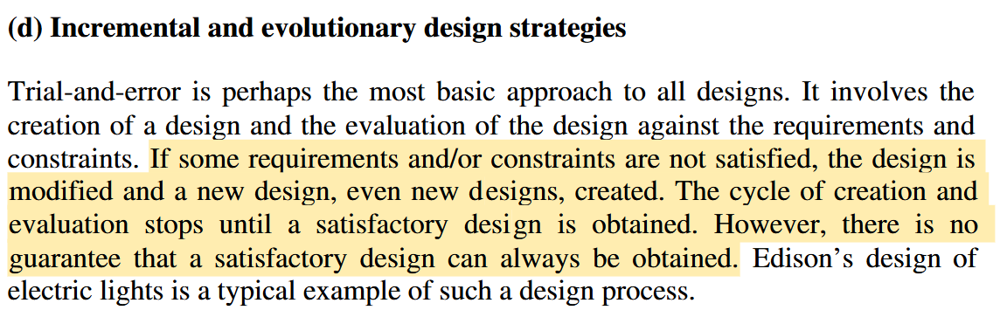 (d) Incremental and evolutionary design strategies
Trial-and-error is perhaps the most basic approach to all designs. It involves the
creation of a design and the evaluation of the design against the requirements and
constraints. If some requirements and/or constraints are not satisfied, the design is
modified and a new design, even new designs, created. The cycle of creation and
evaluation stops until a satisfactory design is obtained. However, there is no
guarantee that a satisfactory design can always be obtained. Edison’s design of
electric lights is a typical example of such a design process.